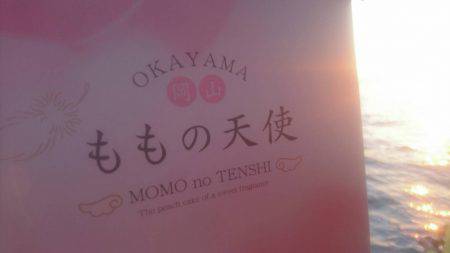 OKAYAMA
岡山
ももの天使
MOMO no TENSHI
The peach cake of a sweet fragrance